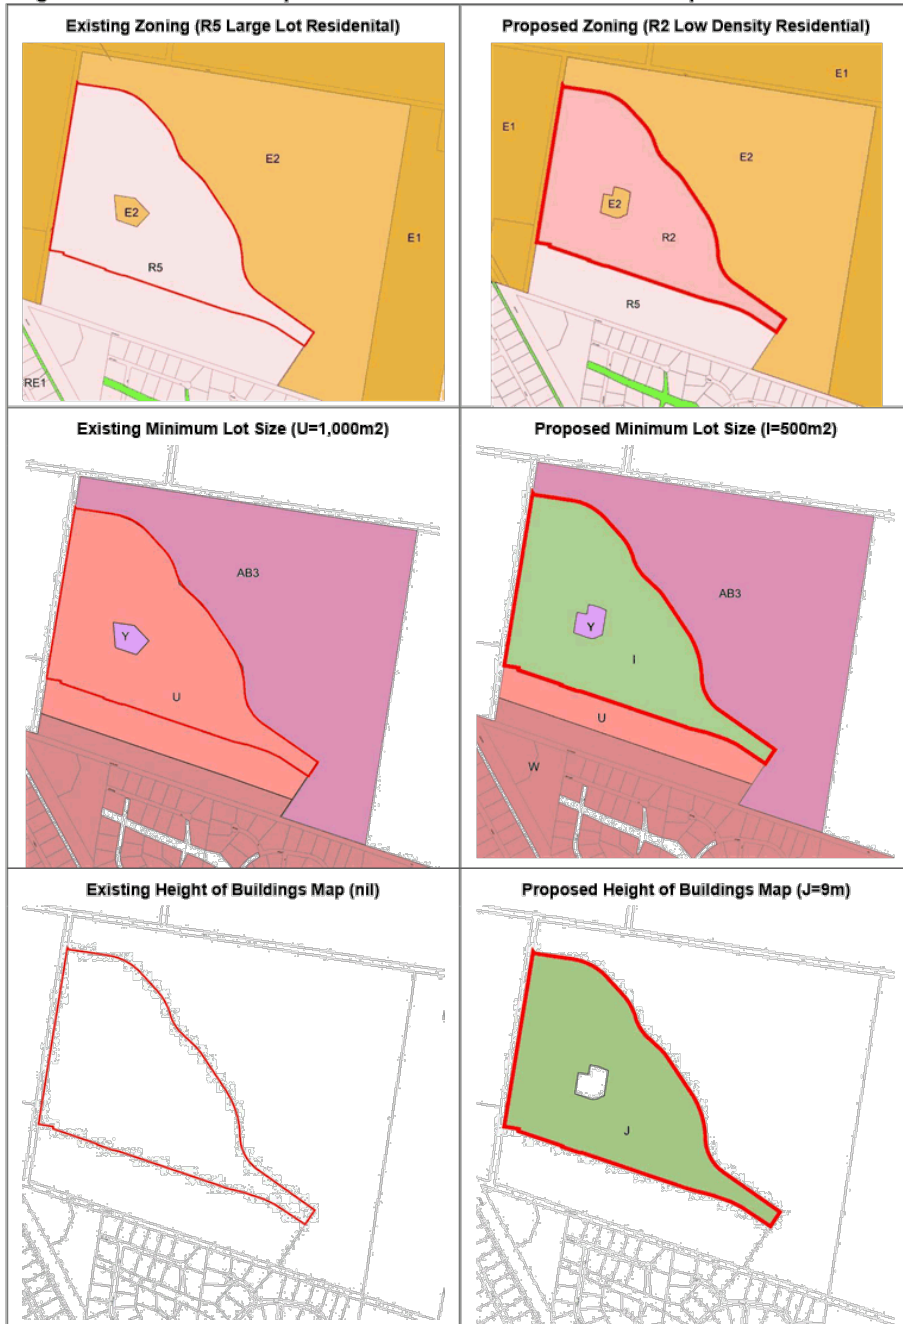 Existing Zoning (R5 Large Lot Residenital)
Proposed Zoning (R2 Low Density Residential)
E2
E2
E1
R5
RE1
E1
E1
E2
E2
R2
R5
Existing Minimum Lot Size (U=1,000m2)
Proposed Minimum Lot Size (I=500m2)
AB3
Y
U
AB3
Y
I
U
W
Existing Height of Buildings Map (nil)
Proposed Height of Buildings Map (J=9m)
J